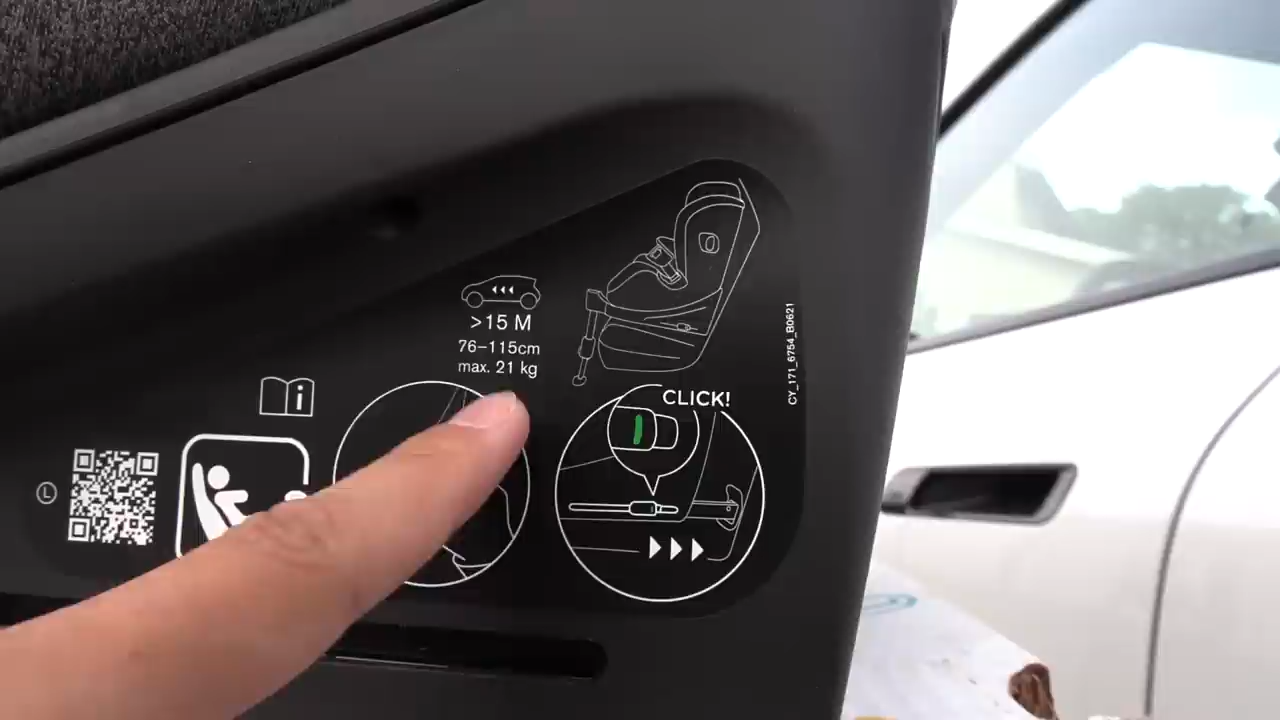 >15 M
76–115cm
max. 21 kg
CLICK!
CY_171_6754_B0621
i
L